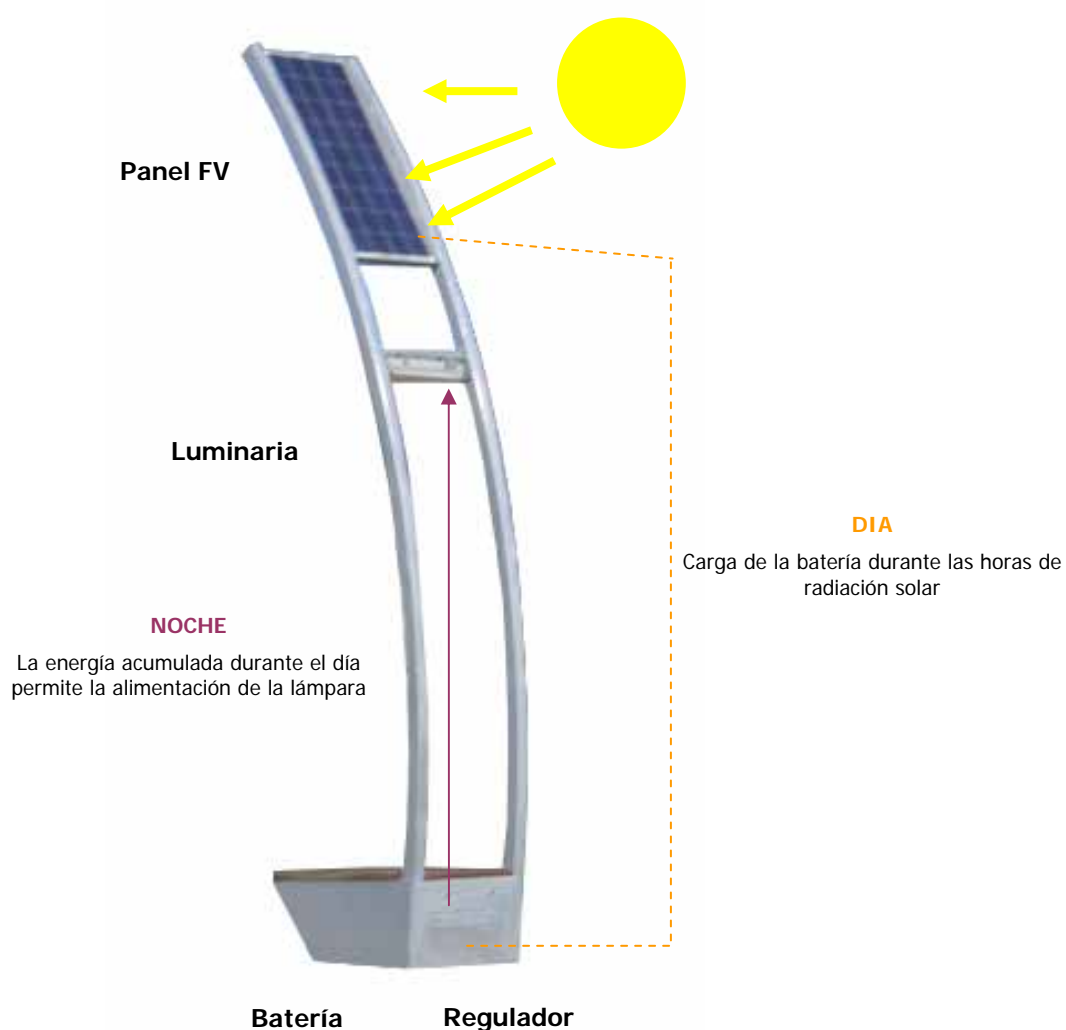 Panel FV
Luminaria
DIA
Carga de la batería durante las horas de
radiación solar
NOCHE
La energía acumulada durante el día
permite la alimentación de la lámpara
Batería
Regulador